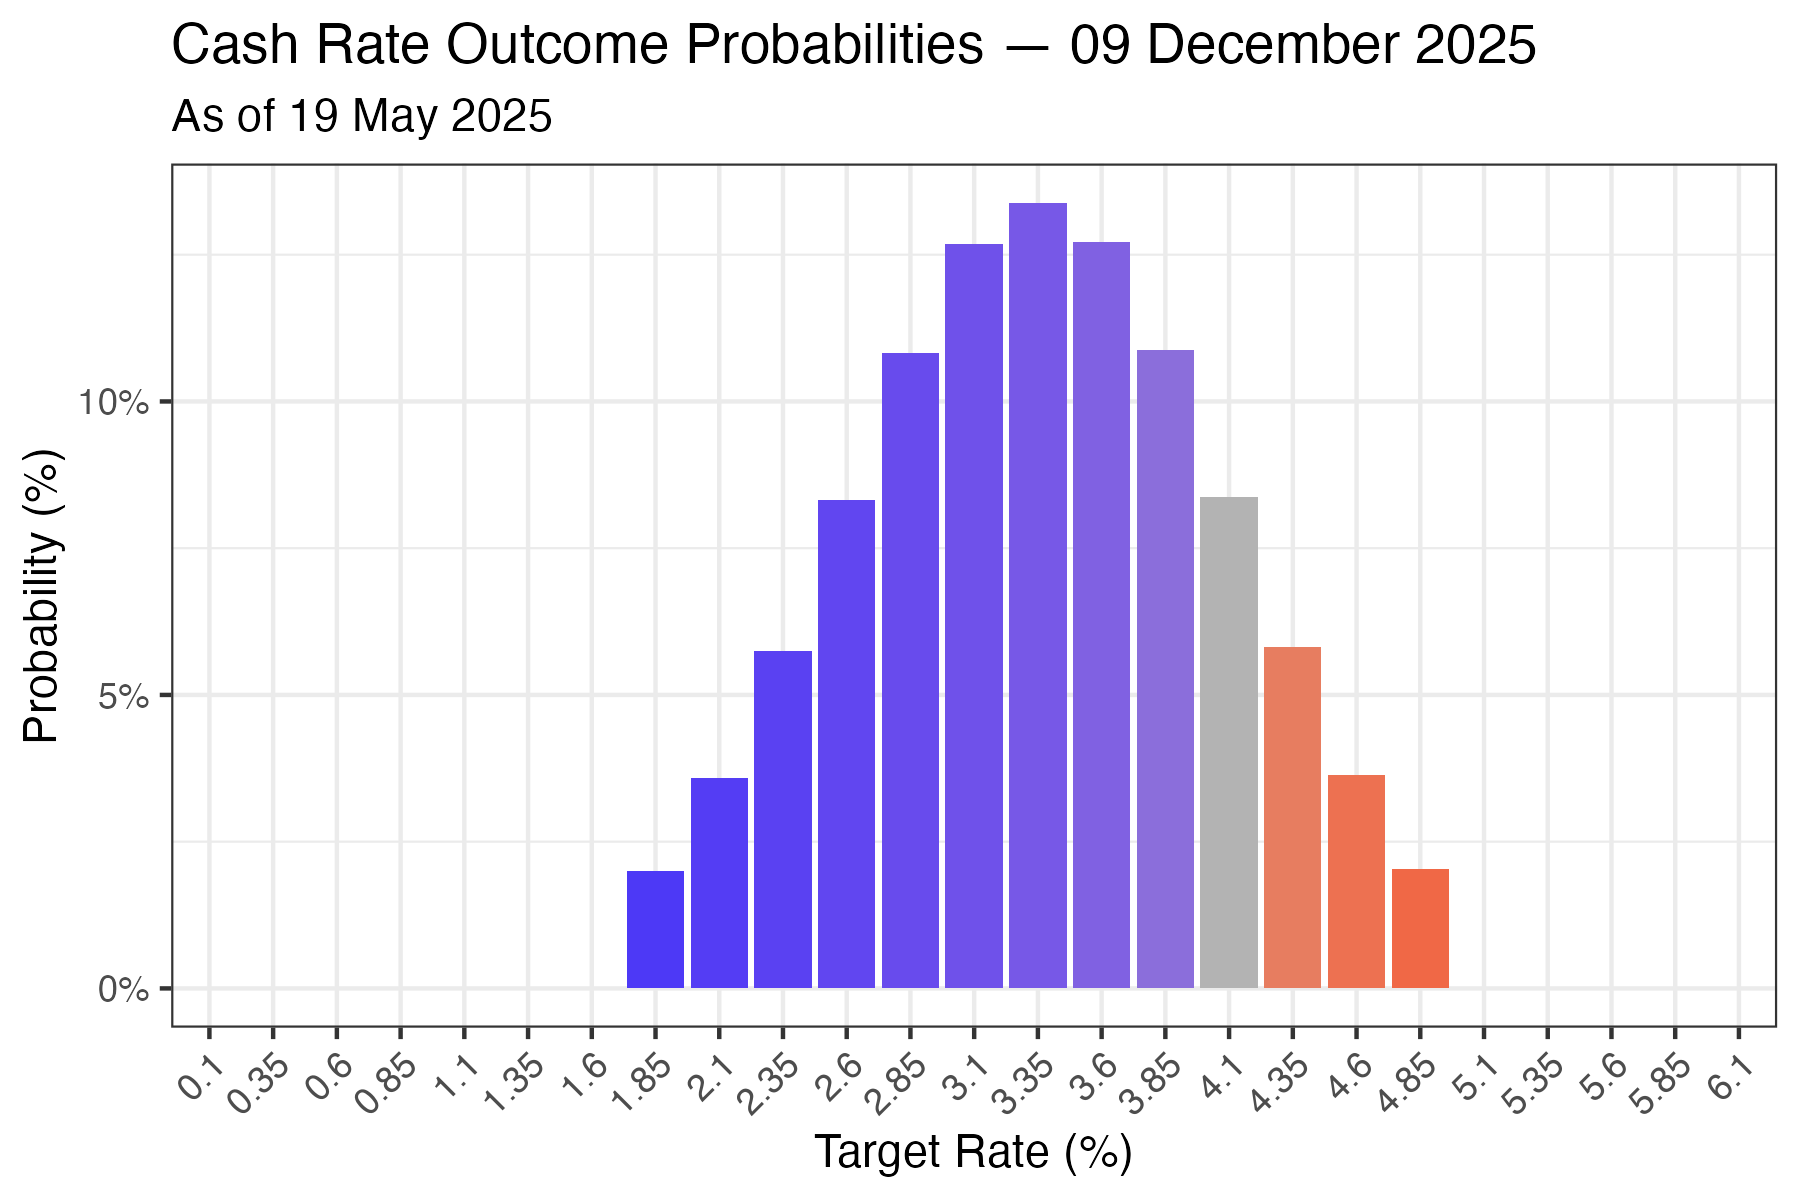 Cash Rate Outcome Probabilities — 09 December 2025
As of 19 May 2025
Probability (%)
10%
5%
0%
0.1 0.35 0.6 0.85 1.1 1.35 1.6 1.85 2.1 2.35 2.6 2.85 3.1 3.35 3.6 3.85 4.1 4.35 4.6 4.85 5.1 5.35 5.6 5.85 6.1
Target Rate (%)